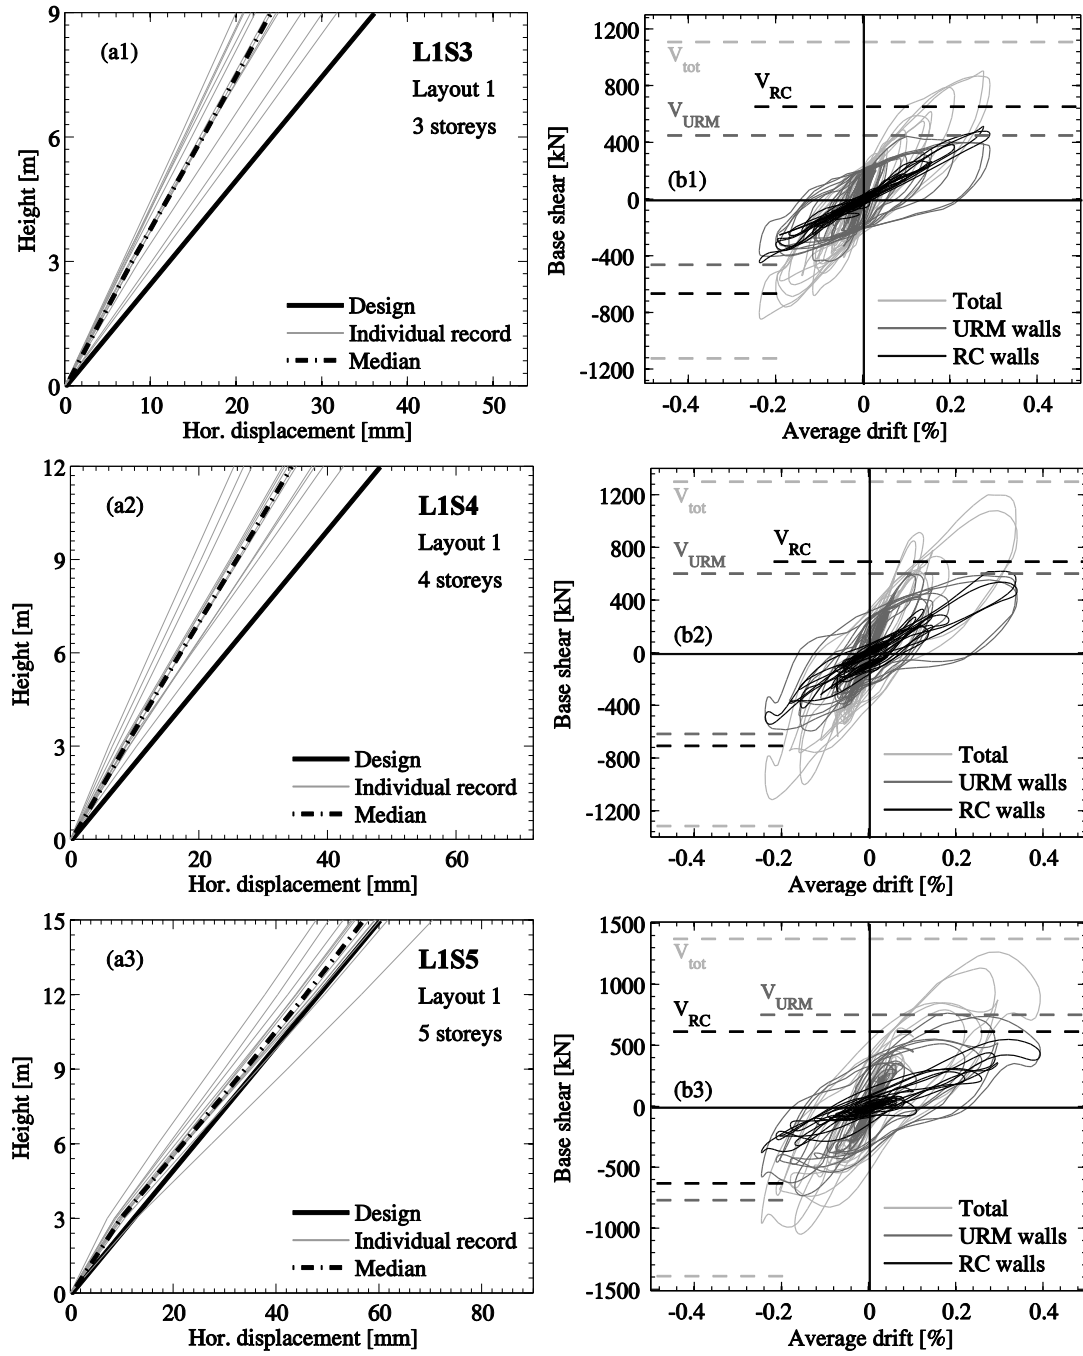 9
6
3
0
Height [m]
(a1)
L1S3
Layout 1
3 storeys
Design
Individual record
Median
0 10 20 30 40 50
Hor. displacement [mm]
1200
800
400
0
-400
-800
-1200
Base shear [kN]
V_tot
V_RC
V_URM
(b1)
Total
URM walls
RC walls
-0.4 -0.2 0 0.2 0.4
Average drift [%]
12
9
6
3
0
Height [m]
(a2)
L1S4
Layout 1
4 storeys
Design
Individual record
Median
0 20 40 60
Hor. displacement [mm]
1200
800
400
0
-400
-800
-1200
Base shear [kN]
V_tot
V_RC
V_URM
(b2)
Total
URM walls
RC walls
-0.4 -0.2 0 0.2 0.4
Average drift [%]
15
12
9
6
3
0
Height [m]
(a3)
L1S5
Layout 1
5 storeys
Design
Individual record
Median
0 20 40 60 80
Hor. displacement [mm]
1500
1000
500
0
-500
-1000
-1500
Base shear [kN]
V_tot
V_URM
V_RC
(b3)
Total
URM walls
RC walls
-0.4 -0.2 0 0.2 0.4
Average drift [%]